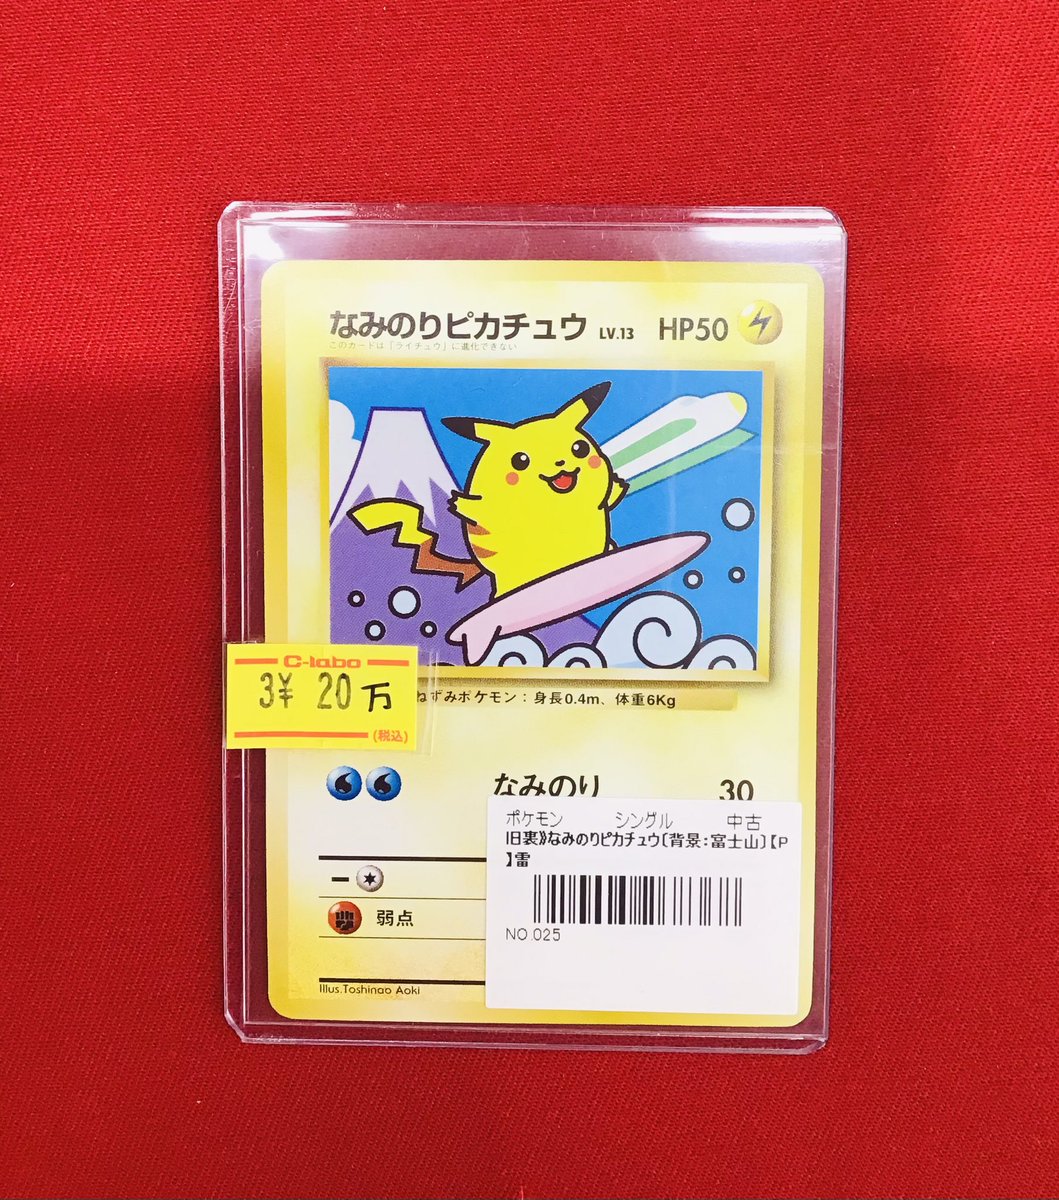 なみのりピカチュウ LV.13 HP50
このカードは「ライチュウ」に進化できない
C-labo
3¥ 20万
(税込)
ねずみポケモン：身長0.4m、体重6Kg
なみのり 30
ポケモン シングル 中古
旧裏》なみのりピカチュウ〔背景:富士山〕【P
】雷
NO.025
弱点
Illus.Toshinao Aoki